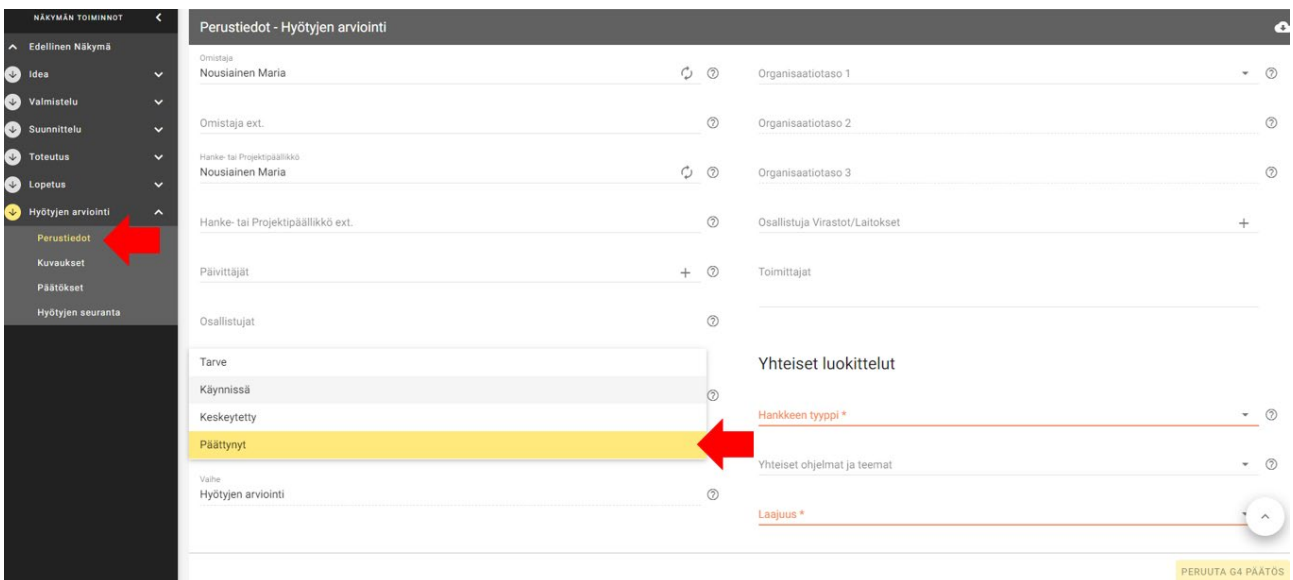 NÄKYMÄN TOIMINNOT
Edellinen Näkymä
Idea
Valmistelu
Suunnittelu
Toteutus
Lopetus
Hyötyjen arviointi
Perustiedot
Kuvaukset
Päätökset
Hyötyjen seuranta
Perustiedot - Hyötyjen arviointi
Omistaja
Nousiainen Maria
Omistaja ext.
Hanke- tai Projektipäällikkö
Nousiainen Maria
Hanke- tai Projektipäällikkö ext.
Päivittäjät
Osallistujat
Tarve
Käynnissä
Keskeytetty
Päättynyt
Vaihe
Hyötyjen arviointi
Organisaatiotaso 1
Organisaatiotaso 2
Organisaatiotaso 3
Osallistuja Virastot/Laitokset
Toimittajat
Yhteiset luokittelut
Hankkeen tyyppi *
Yhteiset ohjelmat ja teemat
Laajuus *
PERUUTA G4 PÄÄTÖS